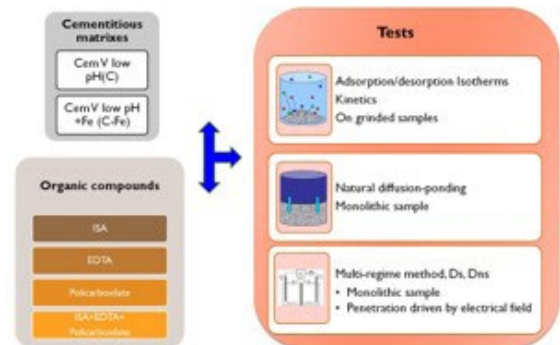 Cementitious
matrixes
Cem V low
pH(C)
Cem V low pH
+Fe (C-Fe)
Organic compounds
ISA
EDTA
Policarboxilate
ISA+EDTA+
Policarboxilate
Tests
Adsorption/desorption Isotherms
Kinetics
On grinded samples
Natural diffusion-ponding
Monolithic sample
Multi-regime method, Ds, Dns
• Monolithic sample
• Penetration driven by electrical field